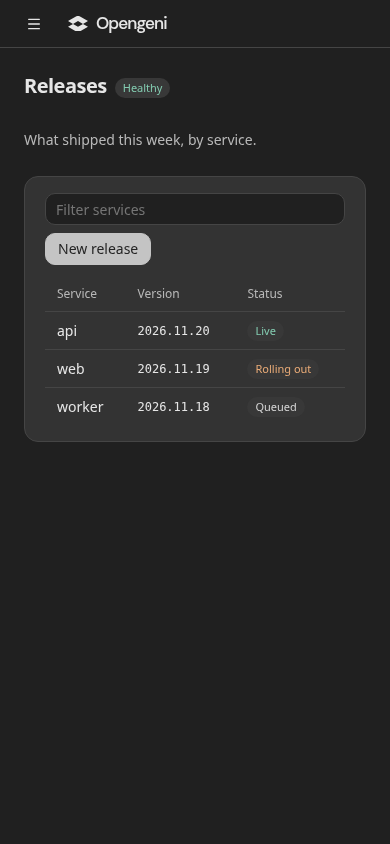 Opengeni
Releases Healthy
What shipped this week, by service.
Filter services
New release
Service Version Status
api 2026.11.20 Live
web 2026.11.19 Rolling out
worker 2026.11.18 Queued